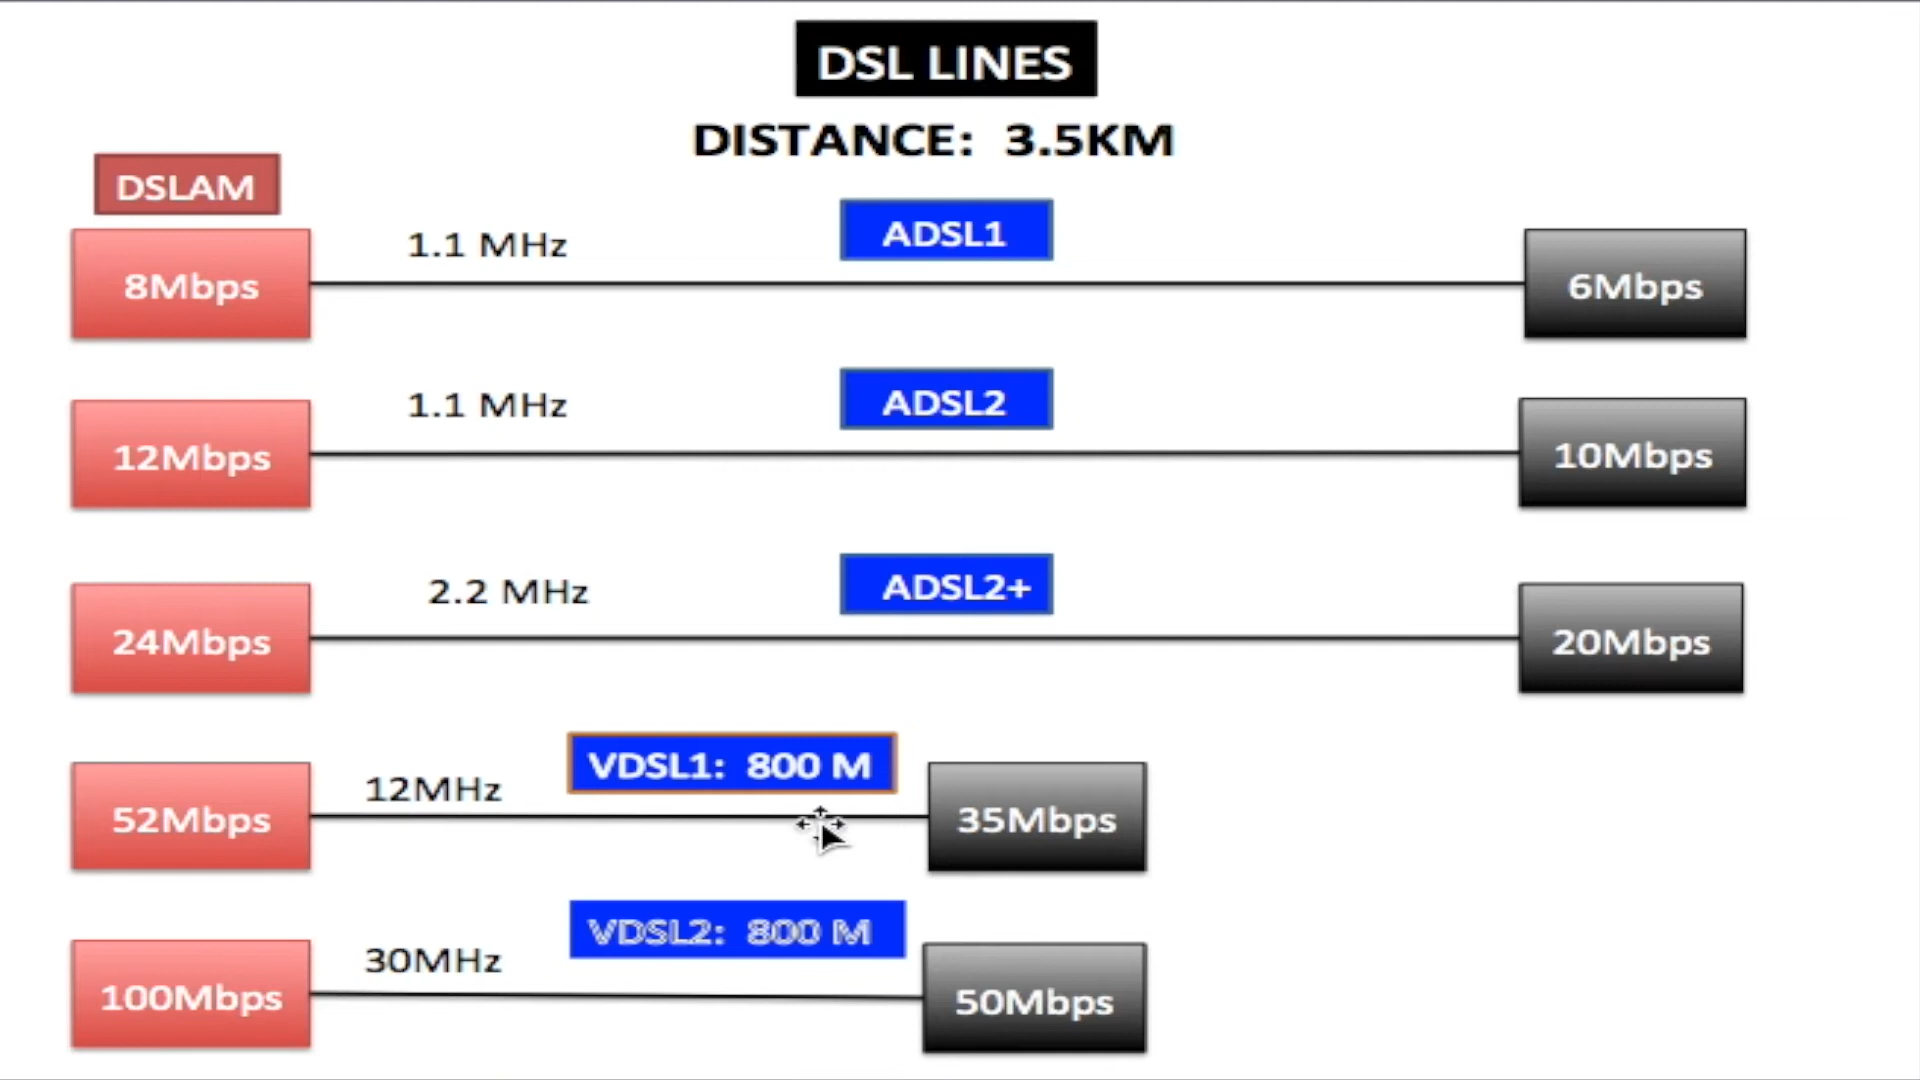 DSL LINES
DISTANCE: 3.5KM
DSLAM
8Mbps
1.1 MHz
ADSL1
6Mbps
12Mbps
1.1 MHz
ADSL2
10Mbps
24Mbps
2.2 MHz
ADSL2+
20Mbps
52Mbps
12MHz
VDSL1: 800 M
35Mbps
100Mbps
30MHz
VDSL2: 800 M
50Mbps